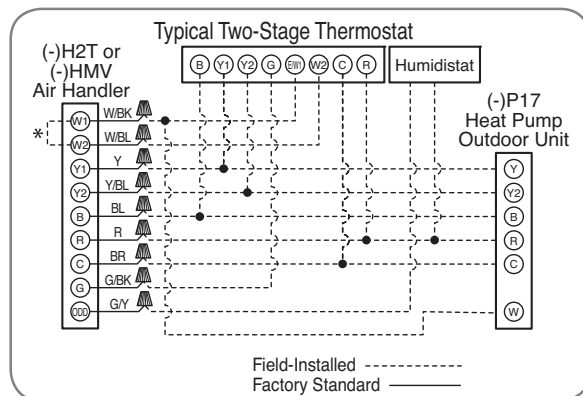 Typical Two-Stage Thermostat
(-)H2T or
(-)HMV
Air Handler
B Y1 Y2 G E/W1 W2 C R
Humidistat
(-)P17
Heat Pump
Outdoor Unit
*
W1 W/BK
W2 W/BL
Y1 Y
Y2 Y/BL
B BL
R R
C BR
G G/BK
ODD G/Y
Y
Y2
B
R
C
W
Field-Installed
Factory Standard